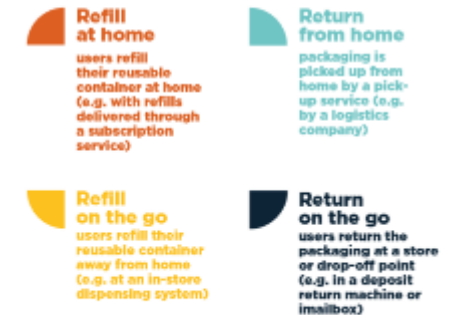 Refill
at home
users refill
their reusable
container at home
(e.g. with refills
delivered through
a subscription
service)
Return
from home
packaging is
picked up from
home by a pick-
up service (e.g.
by a logistics
company)
Refill
on the go
users refill their
reusable container
away from home
(e.g. at an in-store
dispensing system)
Return
on the go
users return the
packaging at a store
or drop-off point
(e.g. in a deposit
return machine or
imailbox)